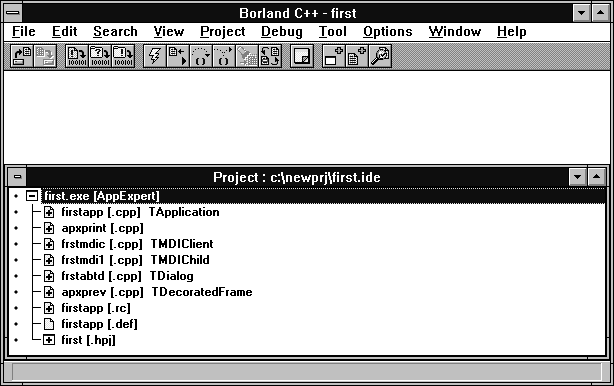 Borland C++ - first
File Edit Search View Project Debug Tool Options Window Help
Project : c:\newprj\first.ide
first.exe [AppExpert]
firstapp [.cpp] TApplication
apxprint [.cpp]
frstmdic [.cpp] TMDIClient
frstmdi1 [.cpp] TMDIChild
frstabtd [.cpp] TDialog
apxprev [.cpp] TDecoratedFrame
firstapp [.rc]
firstapp [.def]
first [.hpj]